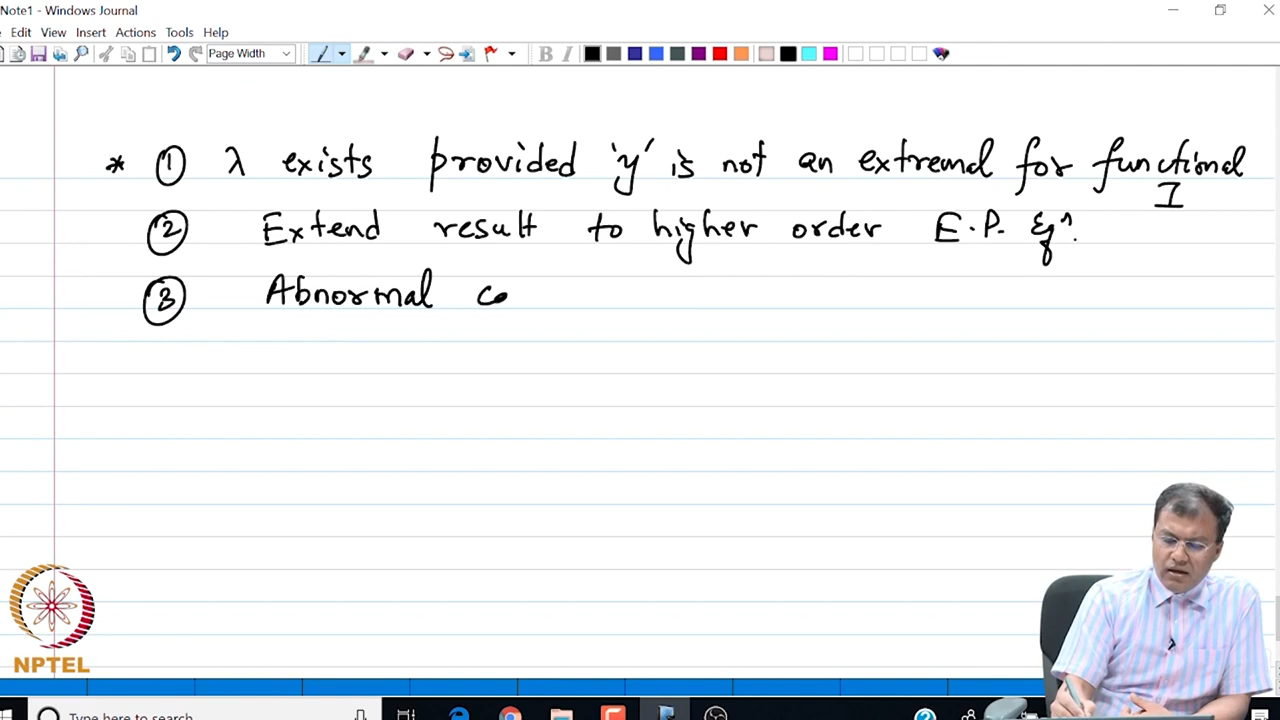 Note1 - Windows Journal
Edit View Insert Actions Tools Help
Page Width B I
* ① λ exists provided 'y' is not an extremal for functional
I
② Extend result to higher order E.P. Eqn.
③ Abnormal co
NPTEL
Type here to search